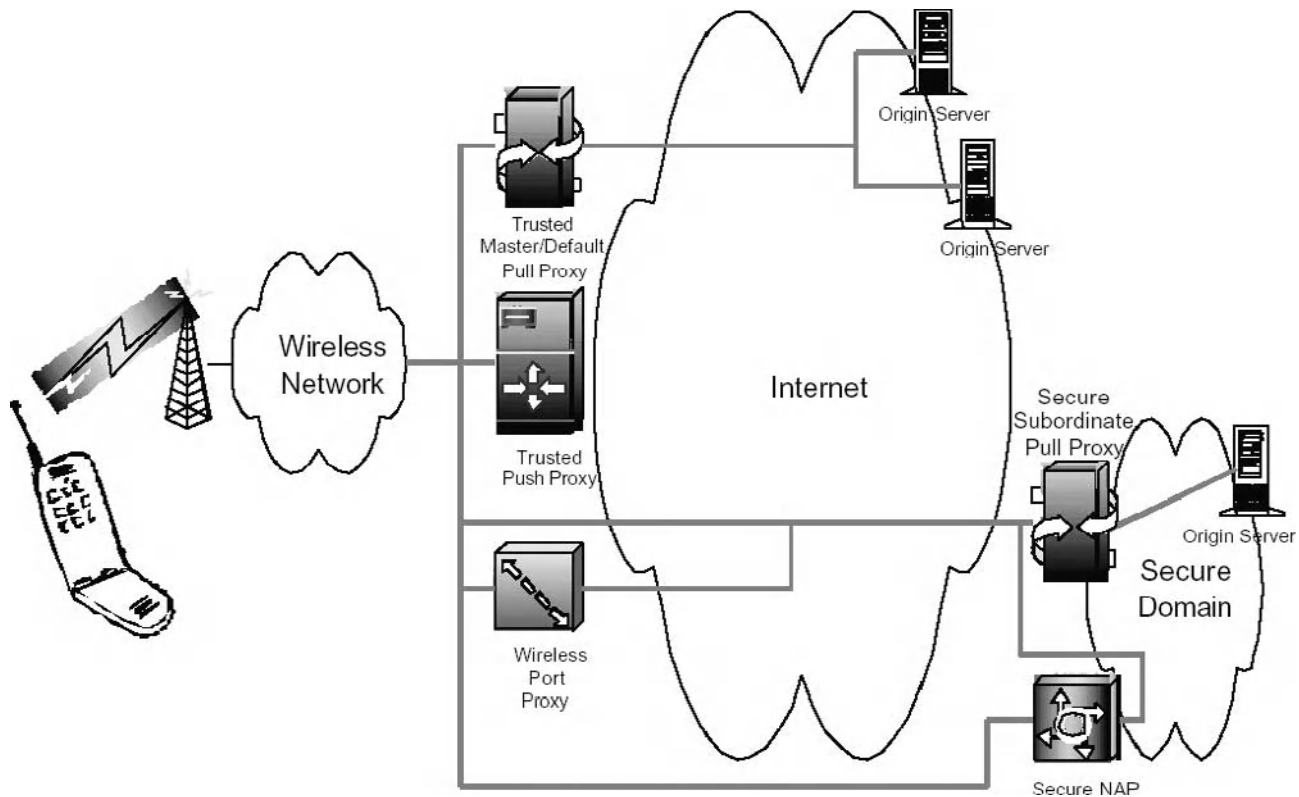 Origin Server
Origin Server
Trusted
Master/Default
Pull Proxy
Wireless
Network
Internet
Trusted
Push Proxy
Secure
Subordinate
Pull Proxy
Origin Server
Secure
Domain
Wireless
Port
Proxy
Secure NAP